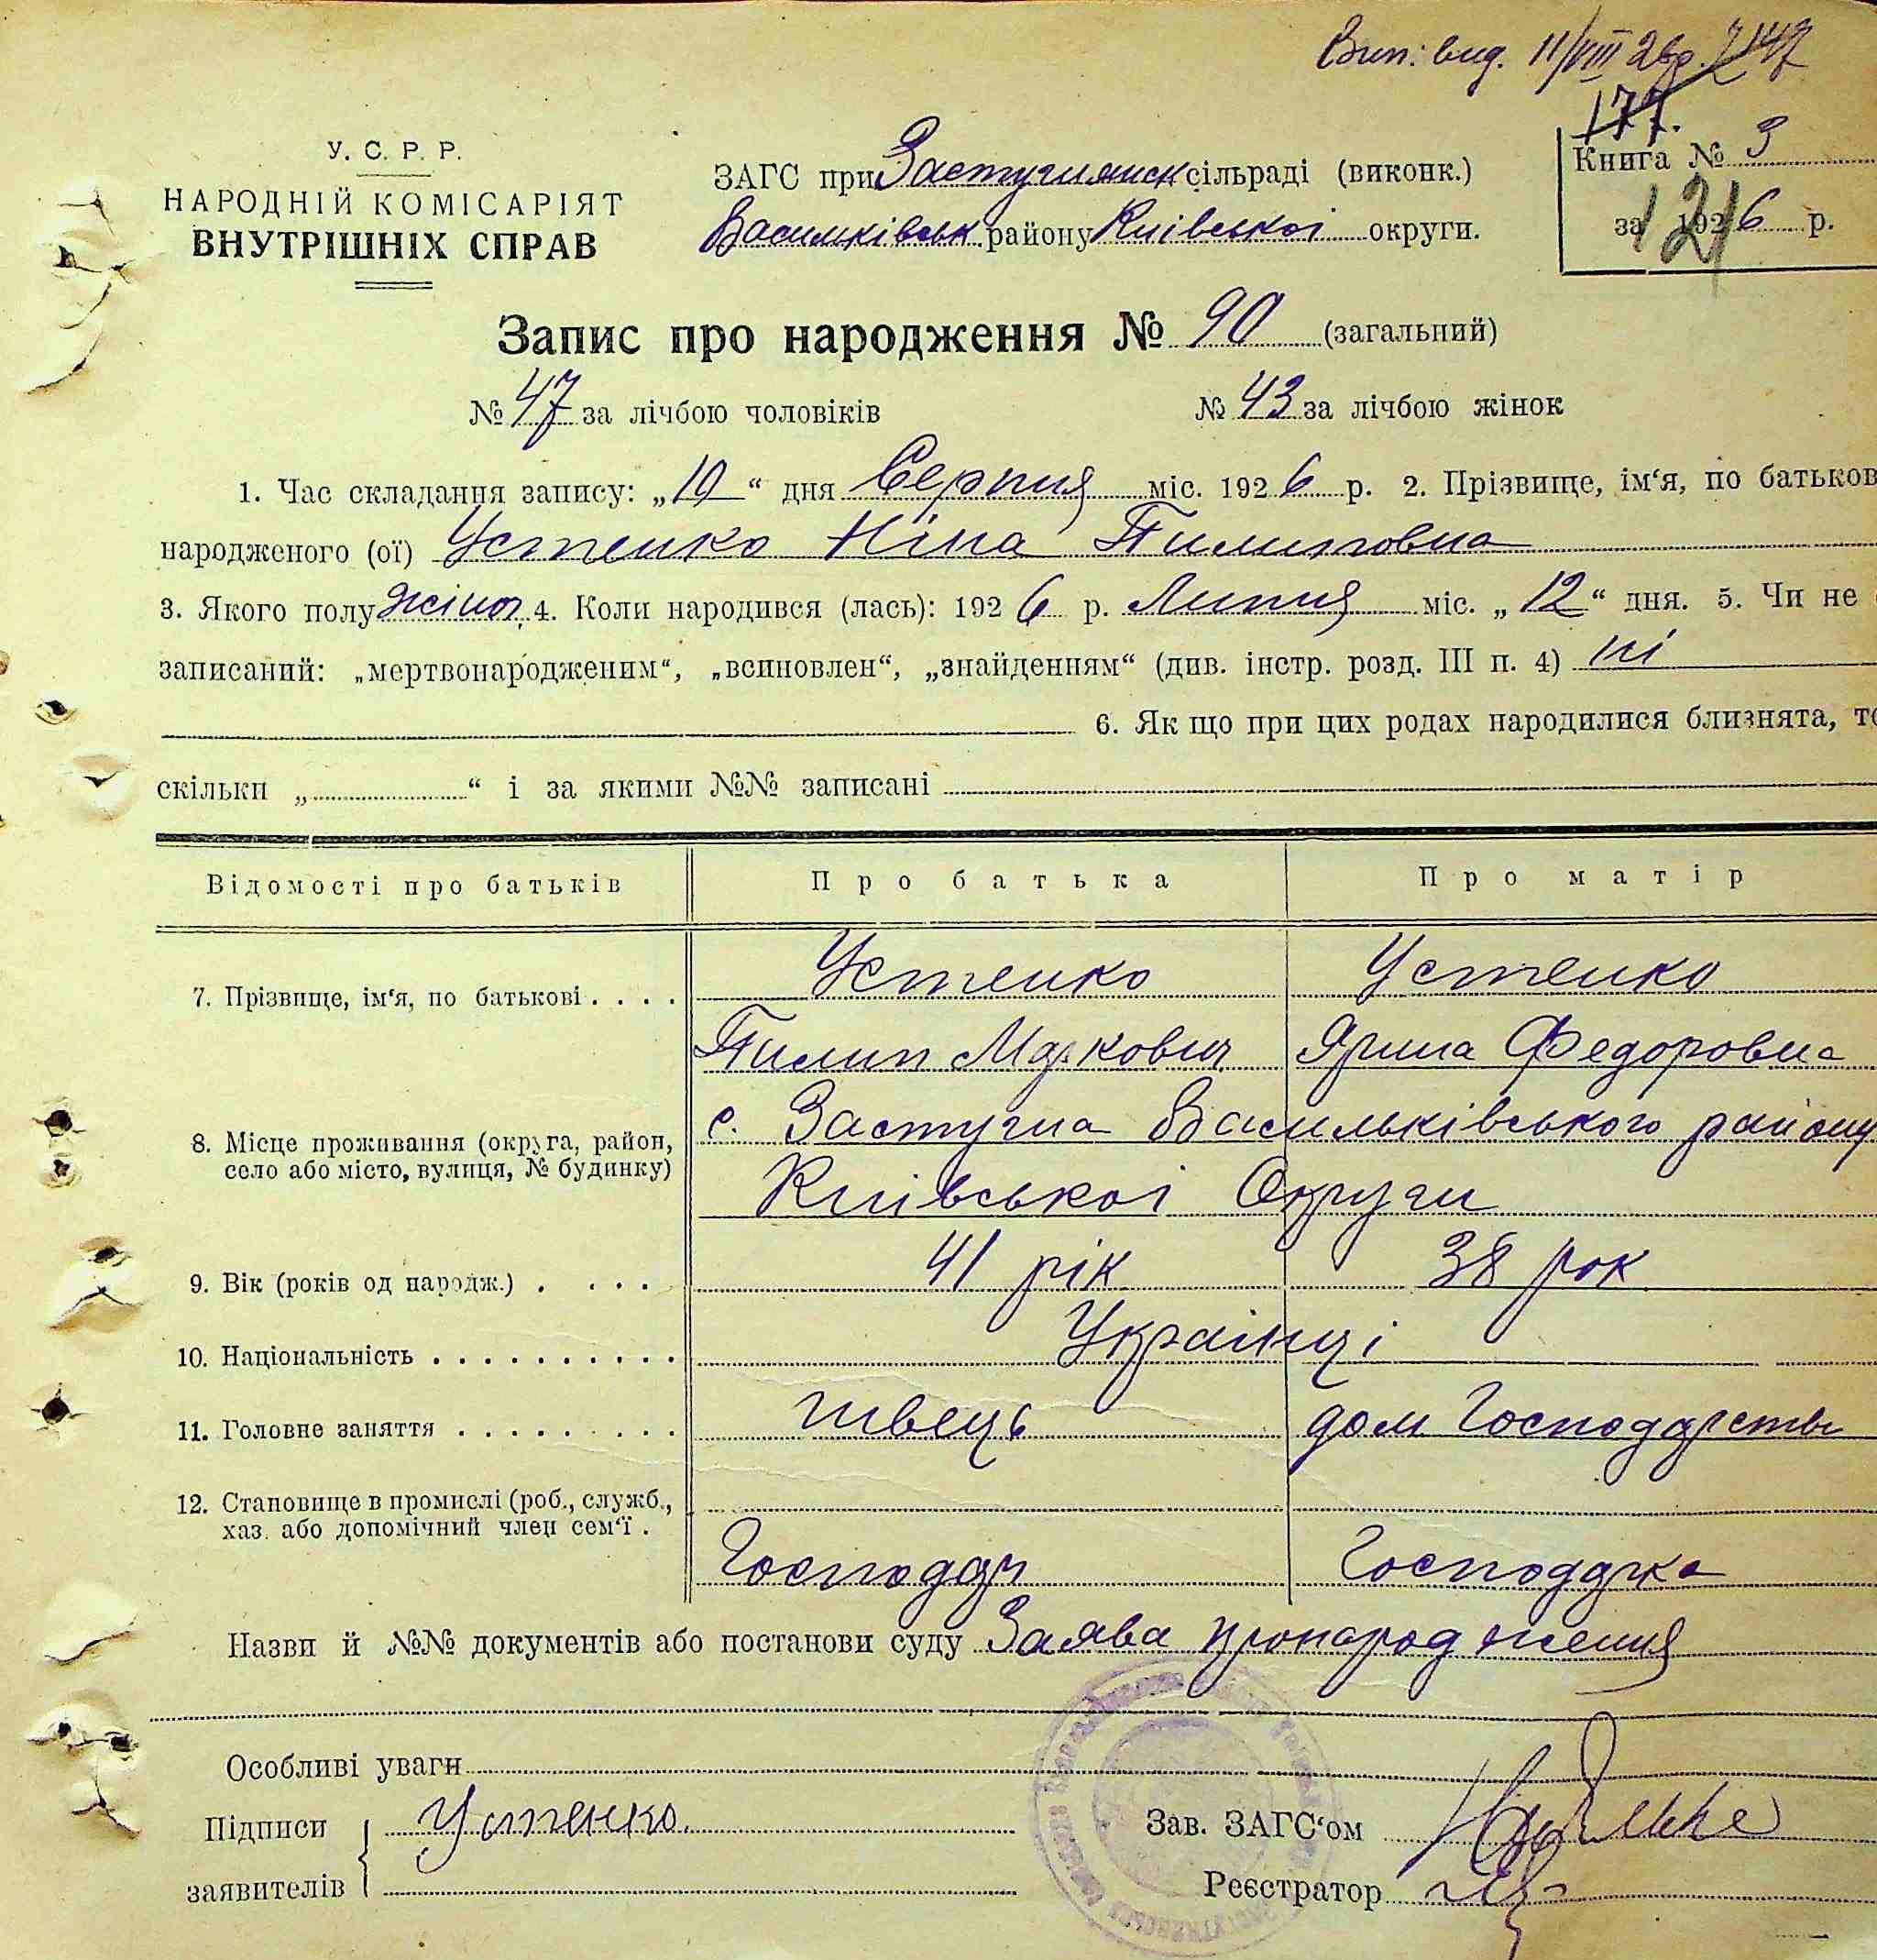 Вип: вид. 11/VIII 26р. 2147
177.
У. С. Р. Р.
НАРОДНІЙ КОМІСАРІЯТ
ВНУТРІШНІХ СПРАВ
ЗАГС при Застугнянськ сільраді (виконк.)
Васильківськ району Київської округи.
Книга № 3
за 1926 р.
121
Запис про народження № 90 (загальний)
№ 47 за лічбою чоловіків № 43 за лічбою жінок
1. Час складання запису: „10“ дня Серпня міс. 1926 р. 2. Прізвище, ім‘я, по батьков
народженого (ої) Устенко Ніна Пилиповна
3. Якого полу жіноч. 4. Коли народився (лась): 1926 р. Липня міс. „12“ дня. 5. Чи не
записаний: „мертвонародженим“, „всиновлен“, „знайденням“ (див. інстр. розд. III п. 4) ні
6. Як що при цих родах народилися близнята, то
скільки „ “ і за якими №№ записані
Відомості про батьків Про батька Про матір
7. Прізвище, ім‘я, по батькові . . . . Устенко Устенко
Пилип Маркович Ярина Федоровна
8. Місце проживання (округа, район,
село або місто, вулиця, № будинку)
с. Застугна Васильківського району
Київської Округи
9. Вік (років од народж.) . . . . 41 рік 38 рок
10. Національність . . . . . . . . . . Українці
11. Головне заняття . . . . . . . . . швець дом Господарства
12. Становище в промислі (роб., служб.,
хаз. або допомічний член сем‘ї .
Господар Господарка
Назви й №№ документів або постанови суду Заява про народження
Особливі уваги
Підписи Устенко. Зав. ЗАГС‘ом
заявителів Реєстратор